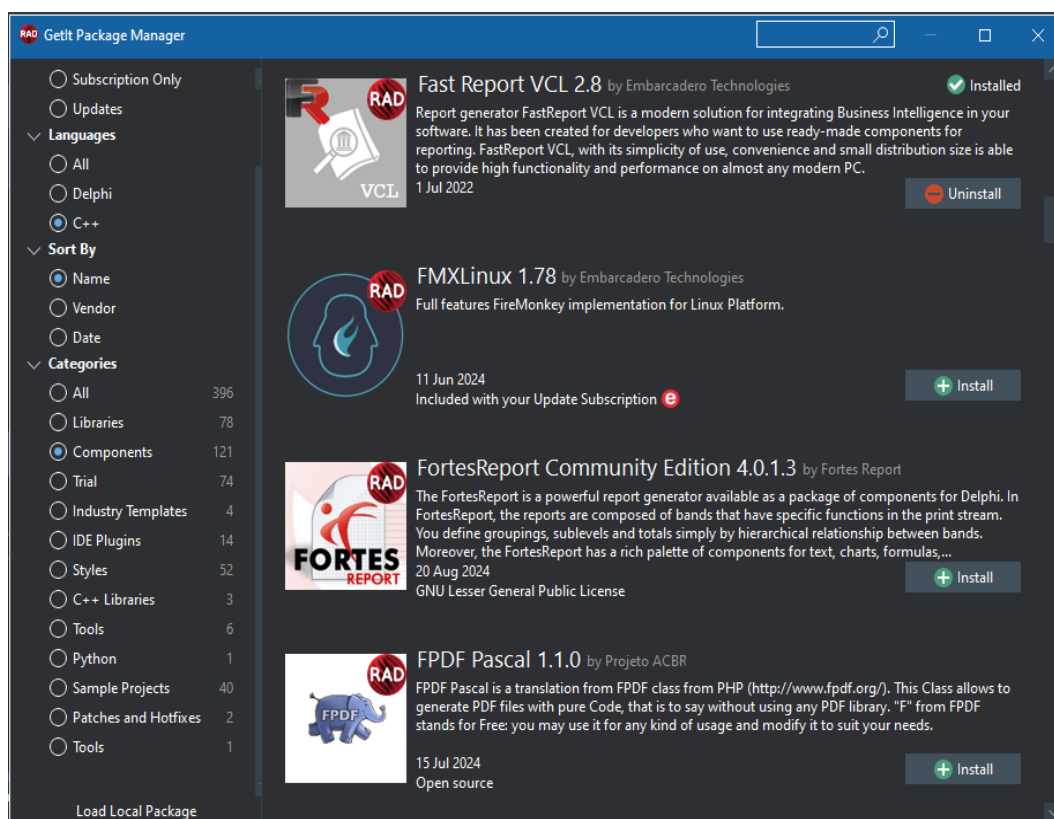 GetIt Package Manager
Subscription Only
Updates
Languages
All
Delphi
C++
Sort By
Name
Vendor
Date
Categories
All 396
Libraries 78
Components 121
Trial 74
Industry Templates 4
IDE Plugins 14
Styles 52
C++ Libraries 3
Tools 6
Python 1
Sample Projects 40
Patches and Hotfixes 2
Tools 1
Load Local Package
RAD
VCL
Fast Report VCL 2.8 by Embarcadero Technologies
Installed
Report generator FastReport VCL is a modern solution for integrating Business Intelligence in your
software. It has been created for developers who want to use ready-made components for
reporting. FastReport VCL, with its simplicity of use, convenience and small distribution size is able
to provide high functionality and performance on almost any modern PC.
1 Jul 2022
Uninstall
RAD
FMXLinux 1.78 by Embarcadero Technologies
Full features FireMonkey implementation for Linux Platform.
11 Jun 2024
Included with your Update Subscription e
Install
RAD
FORTES
REPORT
FortesReport Community Edition 4.0.1.3 by Fortes Report
The FortesReport is a powerful report generator available as a package of components for Delphi. In
FortesReport, the reports are composed of bands that have specific functions in the print stream.
You define groupings, sublevels and totals simply by hierarchical relationship between bands.
Moreover, the FortesReport has a rich palette of components for text, charts, formulas,...
20 Aug 2024
GNU Lesser General Public License
Install
RAD
FPDF
FPDF Pascal 1.1.0 by Projeto ACBR
FPDF Pascal is a translation from FPDF class from PHP (http://www.fpdf.org/). This Class allows to
generate PDF files with pure Code, that is to say without using any PDF library. "F" from FPDF
stands for Free: you may use it for any kind of usage and modify it to suit your needs.
15 Jul 2024
Open source
Install